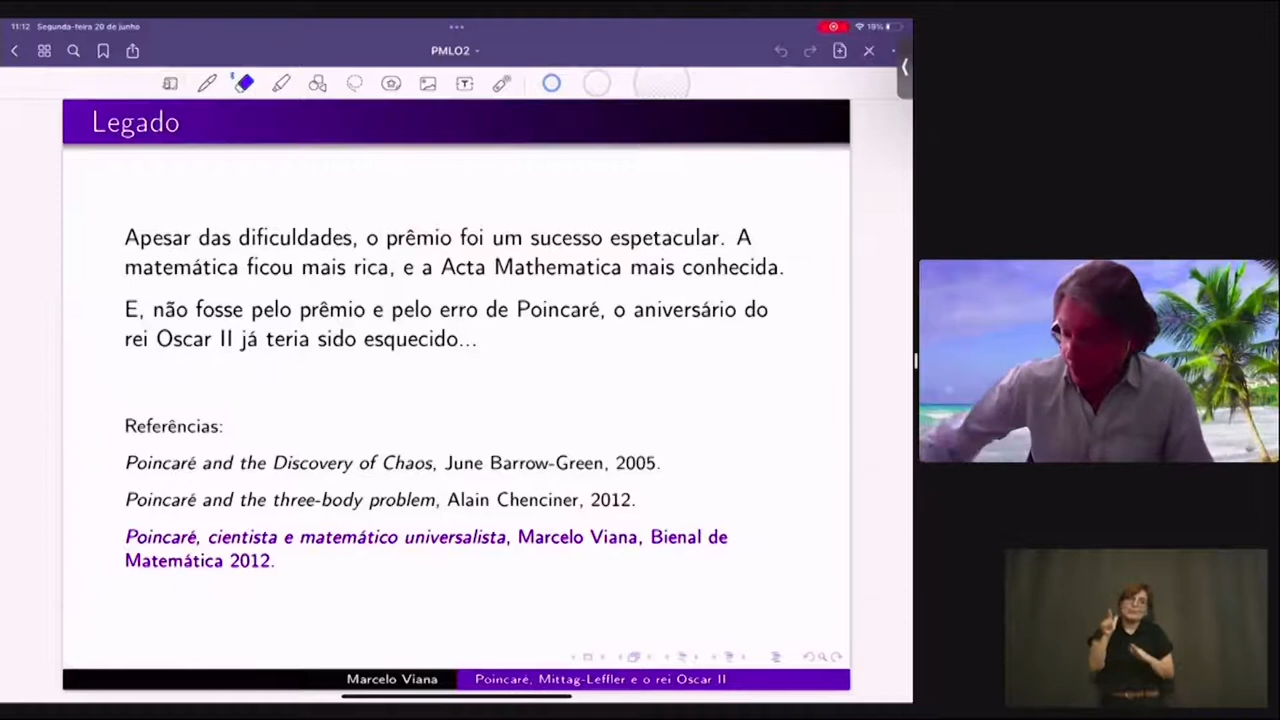 11:12 Segunda-feira 20 de junho
19%
PML02
Legado
Apesar das dificuldades, o prêmio foi um sucesso espetacular. A
matemática ficou mais rica, e a Acta Mathematica mais conhecida.
E, não fosse pelo prêmio e pelo erro de Poincaré, o aniversário do
rei Oscar II já teria sido esquecido...
Referências:
Poincaré and the Discovery of Chaos, June Barrow-Green, 2005.
Poincaré and the three-body problem, Alain Chenciner, 2012.
Poincaré, cientista e matemático universalista, Marcelo Viana, Bienal de
Matemática 2012.
Marcelo Viana
Poincaré, Mittag-Leffler e o rei Oscar II